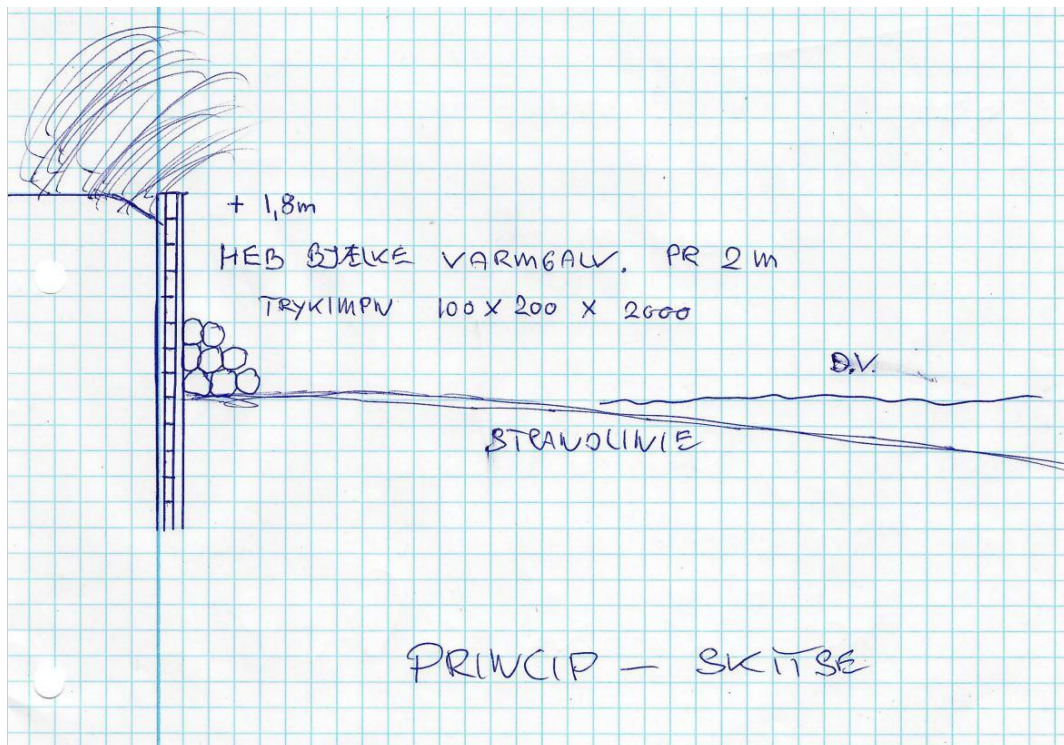 + 1,8m
HEB BJÆLKE VARMGALV. PR 2 m
TRYKIMPN 100 X 200 X 2000
D.V.
STRANDLINIE
PRINCIP - SKITSE